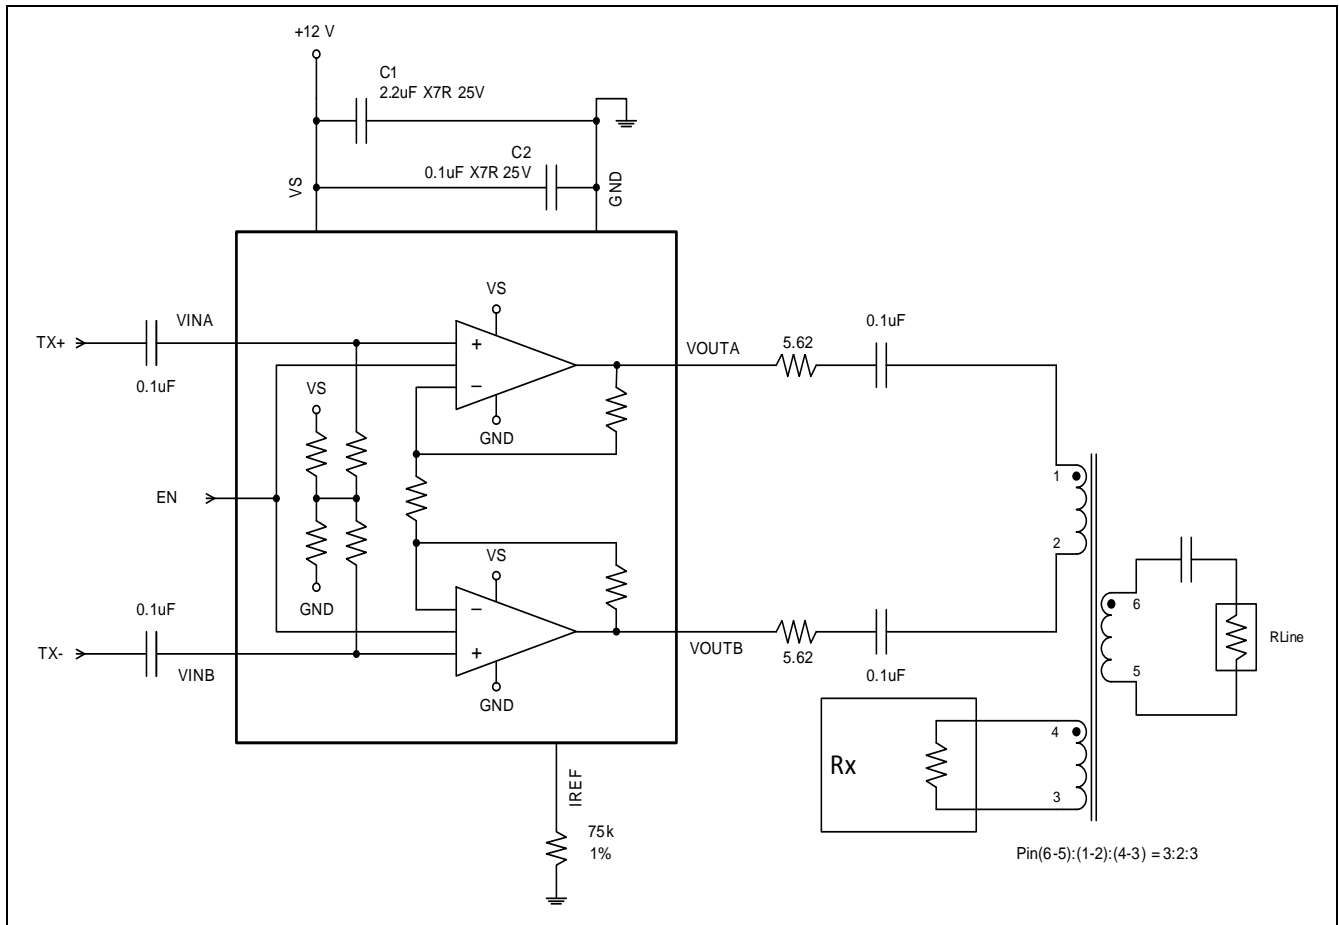 +12 V
C1
2.2uF X7R 25V
C2
0.1uF X7R 25V
VS
GND
VS
TX+
VINA
0.1uF
+
−
GND
VOUTA
5.62
0.1uF
VS
EN
GND
1
2
VS
−
+
GND
0.1uF
TX-
VINB
VOUTB
5.62
0.1uF
6
5
RLine
Rx
4
3
IREF
75k
1%
Pin(6-5):(1-2):(4-3) = 3:2:3